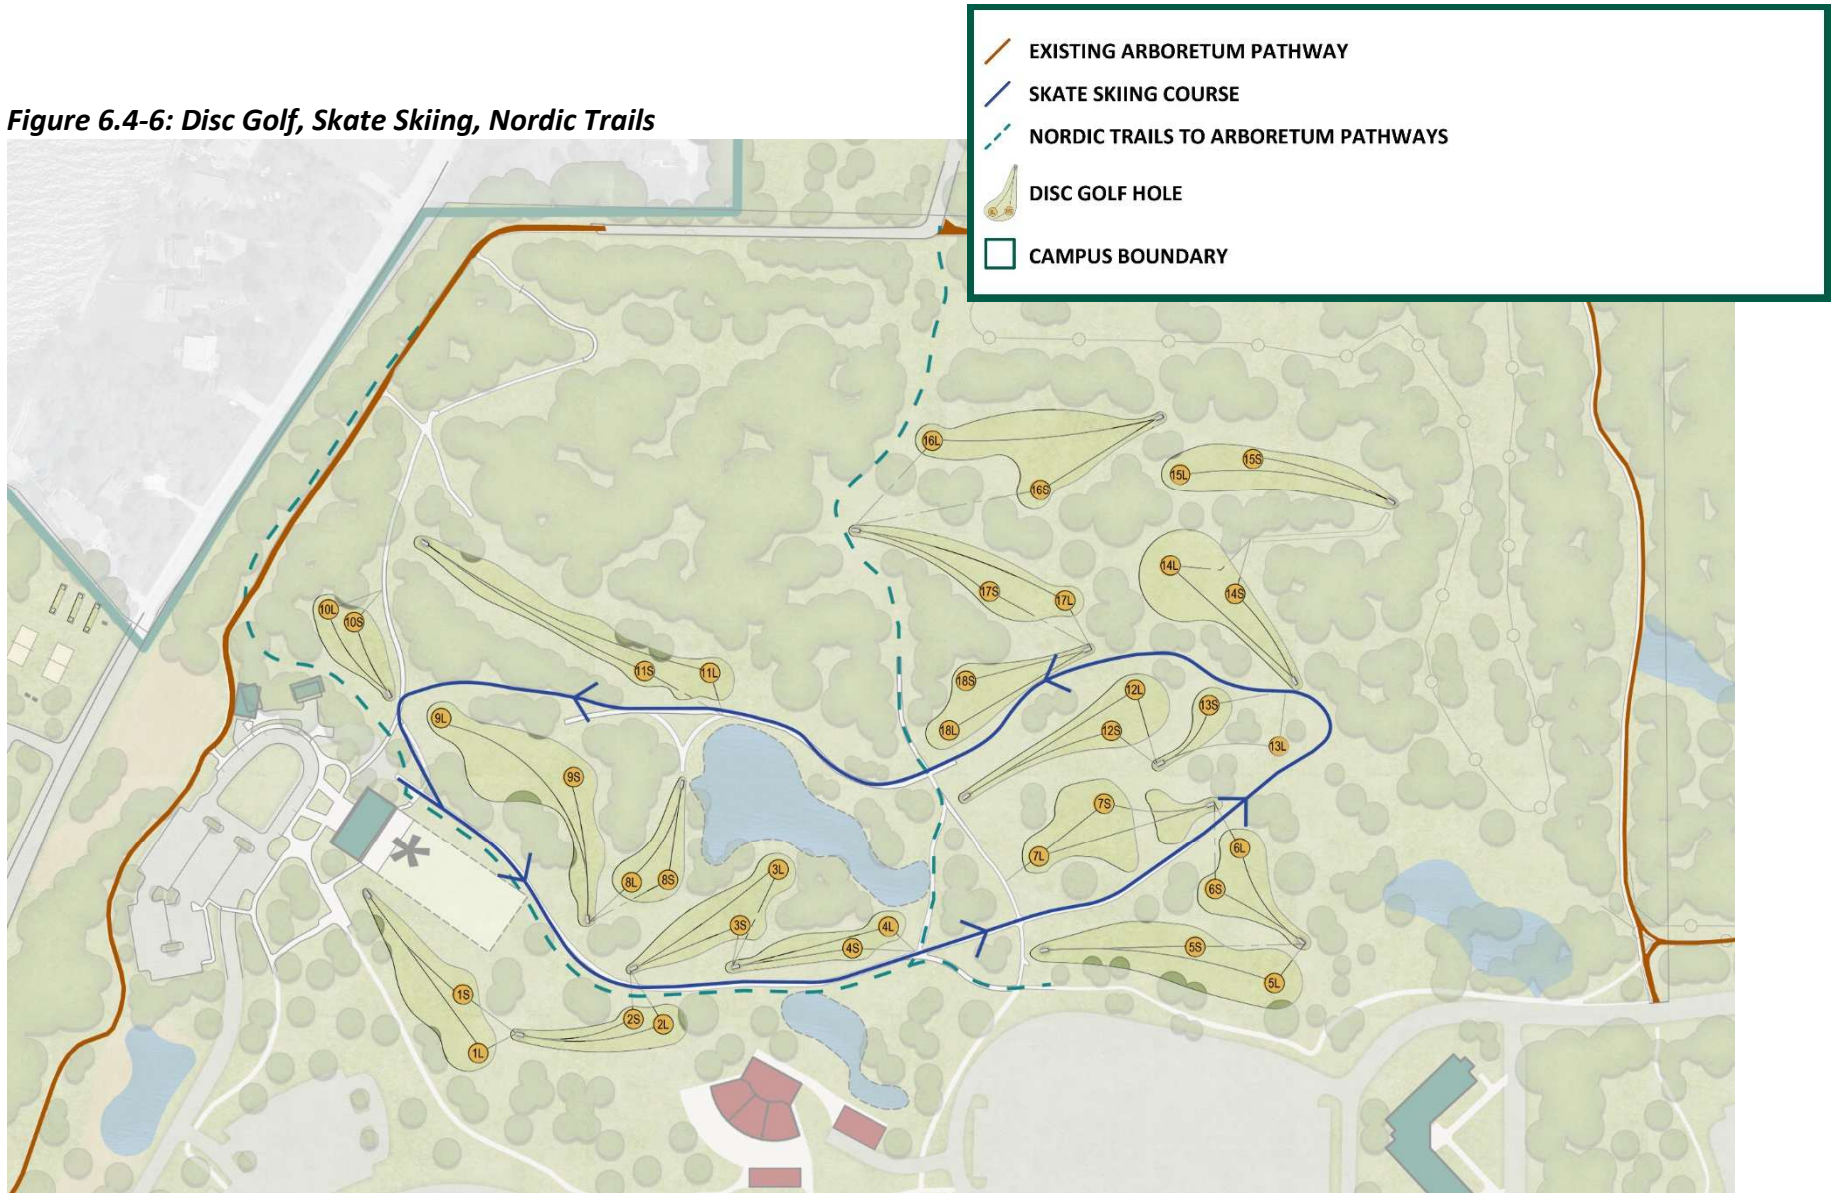 EXISTING ARBORETUM PATHWAY
SKATE SKIING COURSE
NORDIC TRAILS TO ARBORETUM PATHWAYS
DISC GOLF HOLE
CAMPUS BOUNDARY
Figure 6.4-6: Disc Golf, Skate Skiing, Nordic Trails
16L
15S
15L
16S
14L
17S
14S
17L
10L
10S
11S
11L
18S
12L
13S
9L
18L
12S
13L
9S
7S
6L
7L
3L
8L
8S
6S
3S
4L
4S
5S
5L
1S
2S
2L
1L